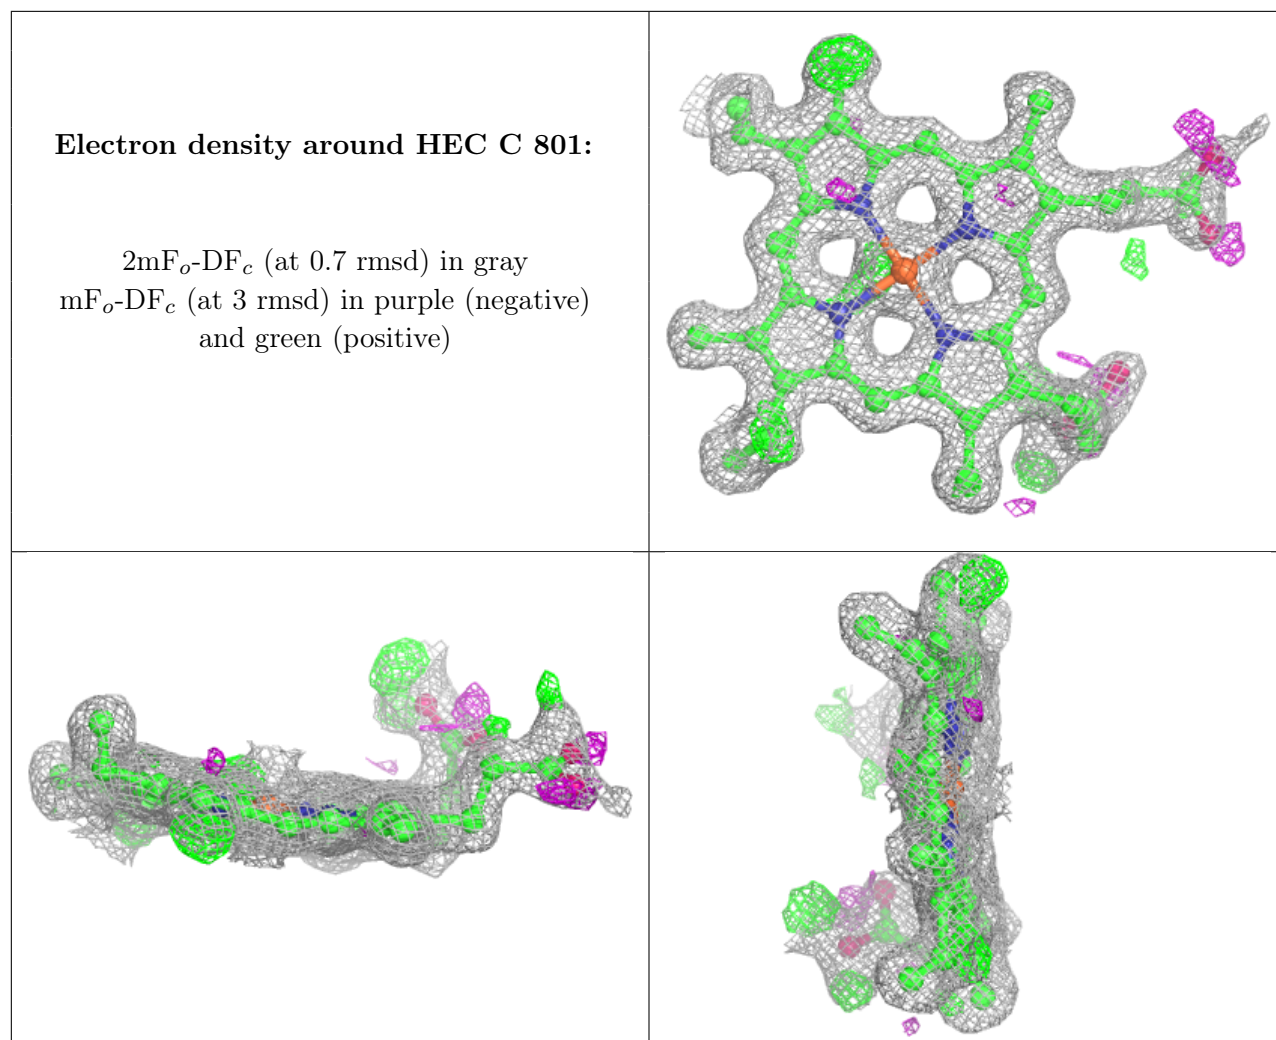 Electron density around HEC C 801:
2mFₒ-DF𝒸 (at 0.7 rmsd) in gray
mFₒ-DF𝒸 (at 3 rmsd) in purple (negative)
and green (positive)